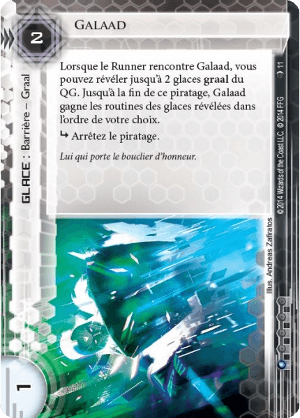 2
GALAAD
Lorsque le Runner rencontre Galaad, vous
pouvez révéler jusqu'à 2 glaces graal du
QG. Jusqu'à la fin de ce piratage, Galaad
gagne les routines des glaces révélées dans
l'ordre de votre choix.
↳ Arrêtez le piratage.
Lui qui porte le bouclier d'honneur.
GLACE : Barrière – Graal
11
© 2014 Wizards of the Coast LLC. © 2014 FFG
Illus. Andreas Zafiratos
1